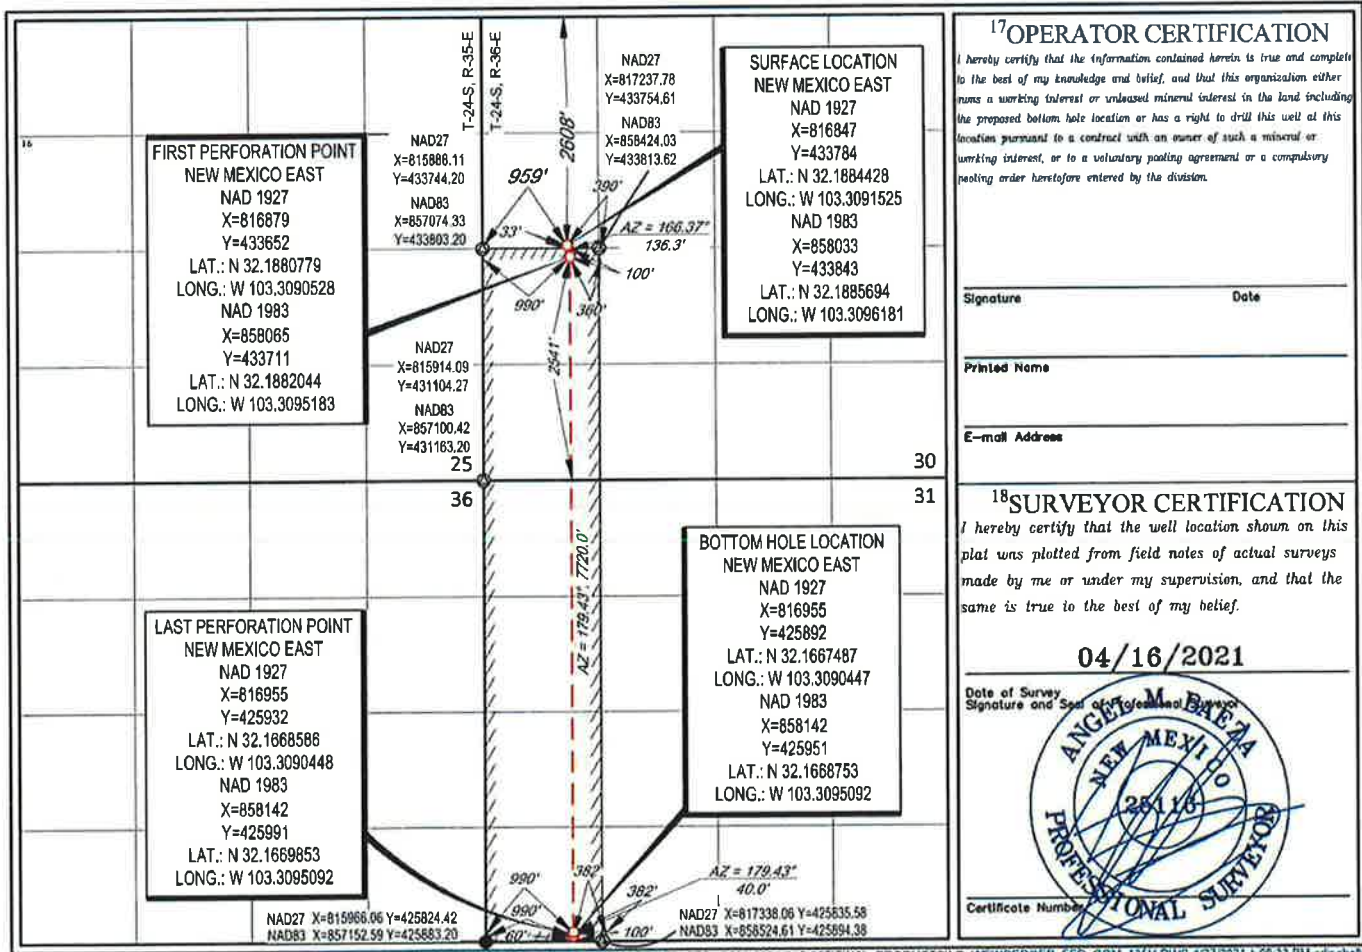 16
T-24-S, R-35-E
T-24-S, R-36-E
2608'
NAD27
X=817237.78
Y=433754.61
NAD83
X=858424.03
Y=433813.62
NAD27
X=815886.11
Y=433744.20
NAD83
X=857074.33
Y=433803.20
959'
390'
33'
AZ = 166.37°
136.3'
100'
990'
380'
2541'
FIRST PERFORATION POINT
NEW MEXICO EAST
NAD 1927
X=816879
Y=433652
LAT.: N 32.1880779
LONG.: W 103.3090528
NAD 1983
X=858065
Y=433711
LAT.: N 32.1882044
LONG.: W 103.3095183
SURFACE LOCATION
NEW MEXICO EAST
NAD 1927
X=816847
Y=433784
LAT.: N 32.1884428
LONG.: W 103.3091525
NAD 1983
X=858033
Y=433843
LAT.: N 32.1885694
LONG.: W 103.3096181
NAD27
X=815914.09
Y=431104.27
NAD83
X=857100.42
Y=431163.20
25
30
36
31
AZ = 179.43° 7720.0'
LAST PERFORATION POINT
NEW MEXICO EAST
NAD 1927
X=816955
Y=425932
LAT.: N 32.1668586
LONG.: W 103.3090448
NAD 1983
X=858142
Y=425991
LAT.: N 32.1669853
LONG.: W 103.3095092
BOTTOM HOLE LOCATION
NEW MEXICO EAST
NAD 1927
X=816955
Y=425892
LAT.: N 32.1667487
LONG.: W 103.3090447
NAD 1983
X=858142
Y=425951
LAT.: N 32.1668753
LONG.: W 103.3095092
990'
382'
AZ = 179.43°
40.0'
990'
382'
60'
100'
NAD27 X=815966.06 Y=425824.42
NAD83 X=857152.59 Y=425883.20
NAD27 X=817338.06 Y=425835.58
NAD83 X=858524.61 Y=425894.38
17OPERATOR CERTIFICATION
I hereby certify that the information contained herein is true and complete
to the best of my knowledge and belief, and that this organization either
owns a working interest or unleased mineral interest in the land including
the proposed bottom hole location or has a right to drill this well at this
location pursuant to a contract with an owner of such a mineral or
working interest, or to a voluntary pooling agreement or a compulsory
pooling order heretofore entered by the division.
Signature Date
Printed Name
E-mail Address
18SURVEYOR CERTIFICATION
I hereby certify that the well location shown on this
plat was plotted from field notes of actual surveys
made by me or under my supervision, and that the
same is true to the best of my belief.
04/16/2021
Date of Survey
Signature and Seal of Professional Surveyor
ANGEL M. BAEZA
NEW MEXICO
25116
PROFESSIONAL SURVEYOR
Certificate Number